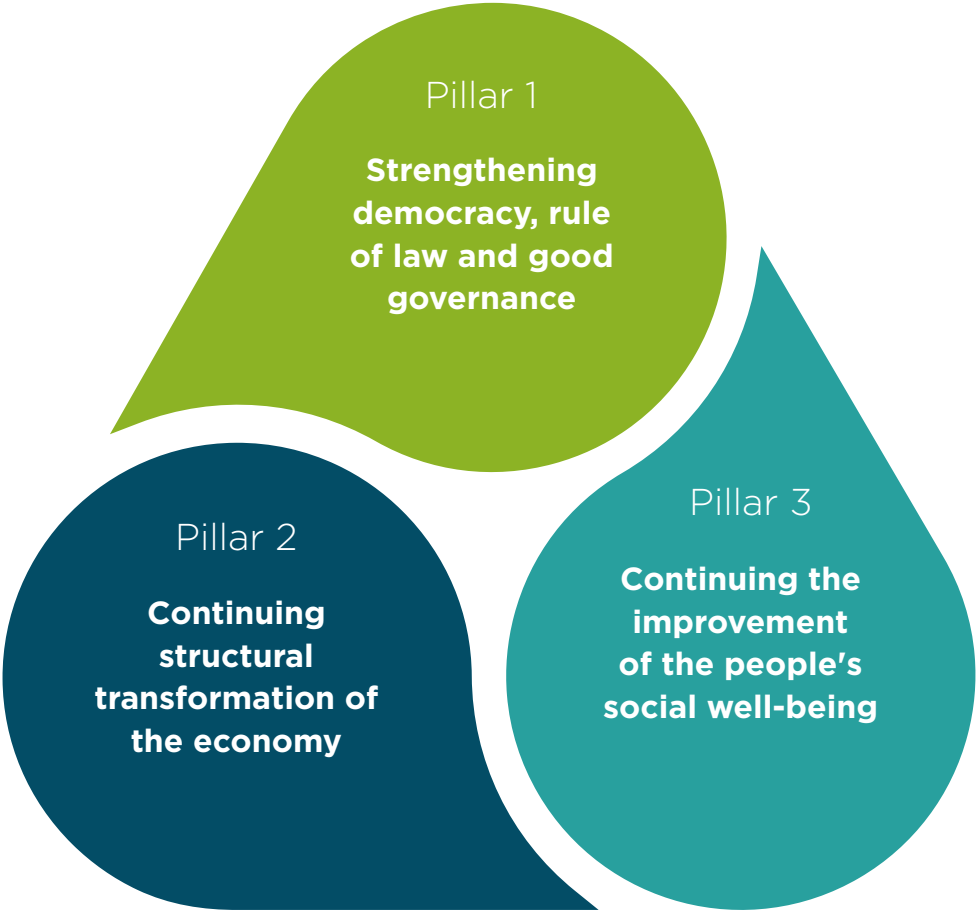 Pillar 1
Strengthening
democracy, rule
of law and good
governance
Pillar 2
Continuing
structural
transformation of
the economy
Pillar 3
Continuing the
improvement
of the people's
social well-being